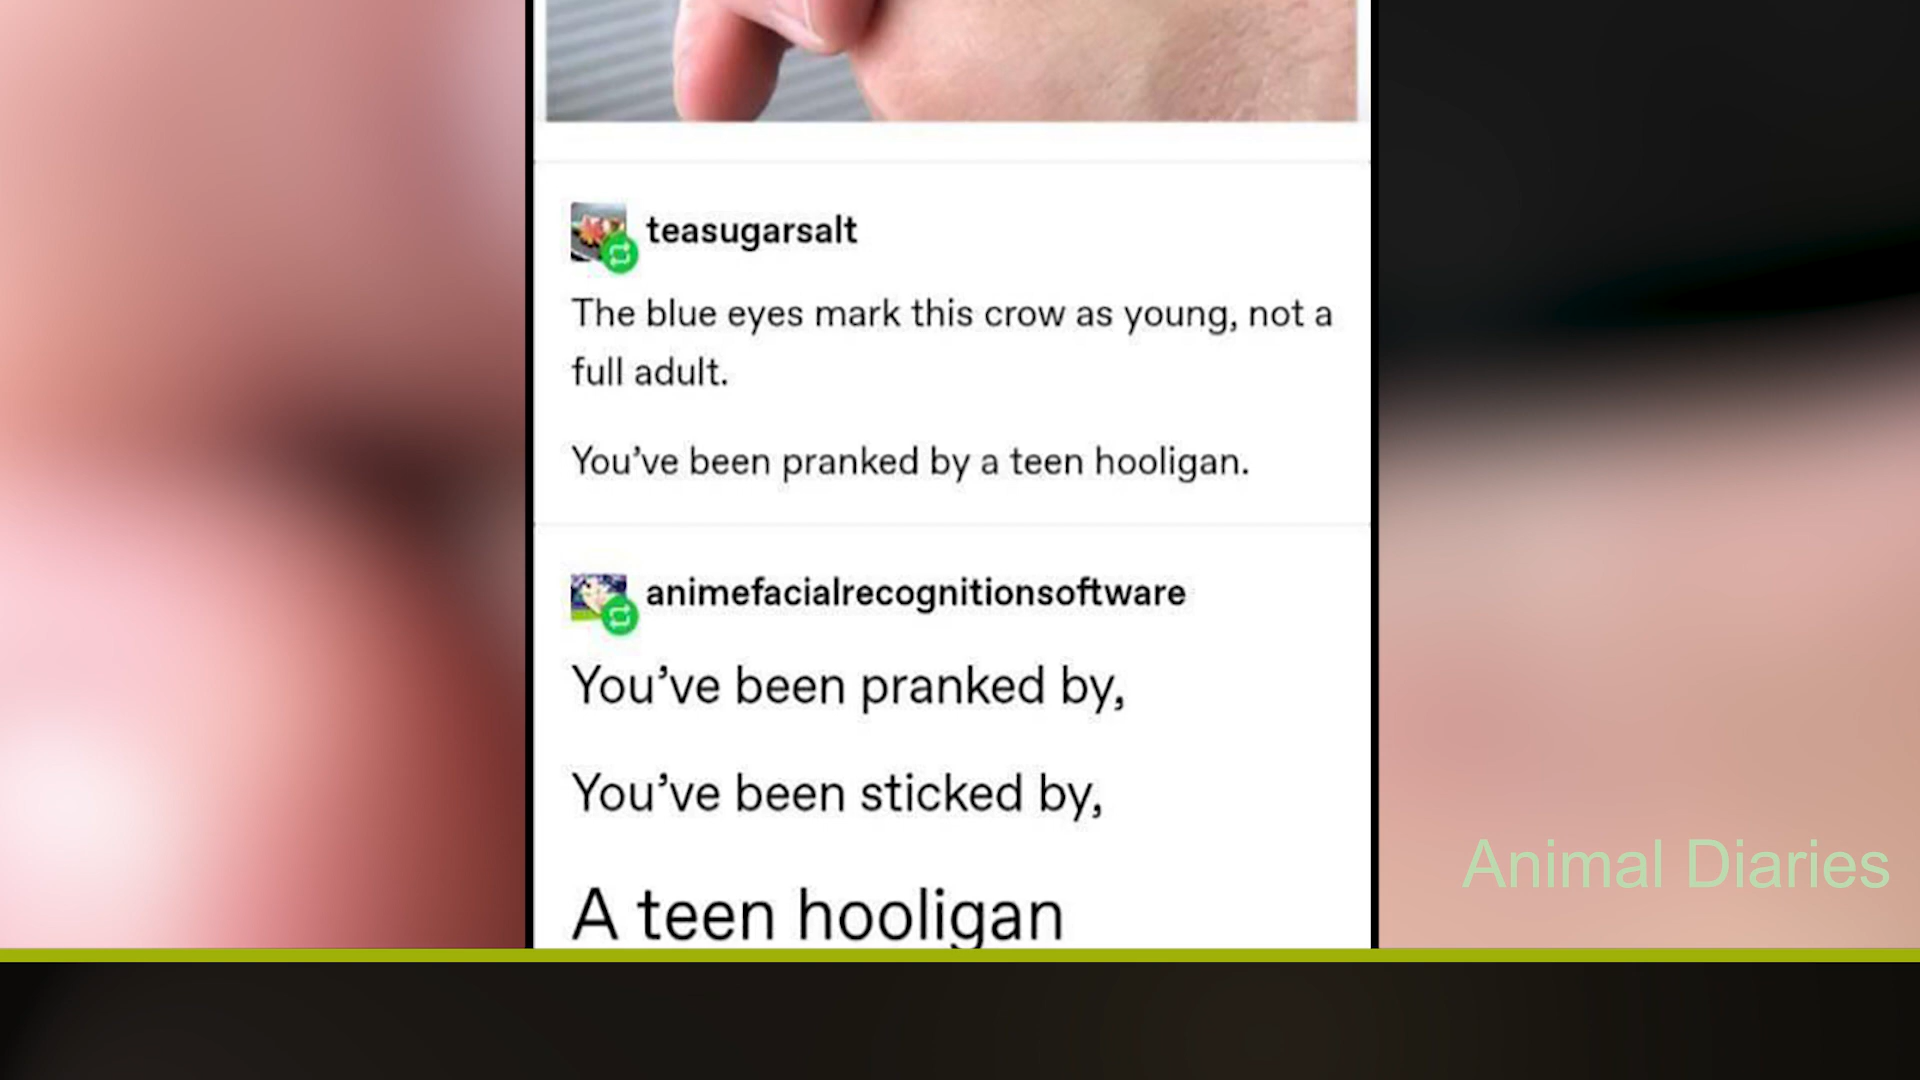 teasugarsalt
The blue eyes mark this crow as young, not a
full adult.
You’ve been pranked by a teen hooligan.
animefacialrecognitionsoftware
You’ve been pranked by,
You’ve been sticked by,
A teen hooligan
Animal Diaries